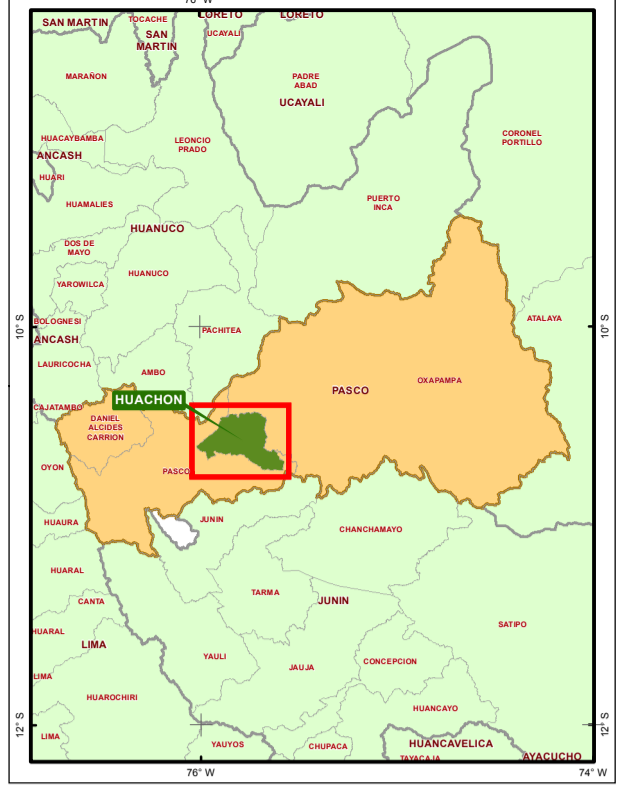 76° W
LORETO
LORETO
SAN MARTIN
TOCACHE
UCAYALI
SAN
MARTIN
MARAÑON
PADRE
ABAD
UCAYALI
HUACAYBAMBA
LEONCIO
PRADO
CORONEL
PORTILLO
ANCASH
HUARI
HUAMALIES
PUERTO
INCA
HUANUCO
DOS DE
MAYO
HUANUCO
YAROWILCA
BOLOGNESI
PACHITEA
ATALAYA
10° S
10° S
ANCASH
LAURICOCHA
AMBO
OXAPAMPA
PASCO
HUACHON
CAJATAMBO
DANIEL
ALCIDES
CARRION
OYON
PASCO
HUAURA
JUNIN
CHANCHAMAYO
HUARAL
TARMA
CANTA
JUNIN
SATIPO
HUARAL
LIMA
YAULI
JAUJA
CONCEPCION
LIMA
HUAROCHIRI
HUANCAYO
12° S
12° S
LIMA
YAUYOS
CHUPACA
HUANCAVELICA
TAYACAJA
AYACUCHO
76° W
74° W